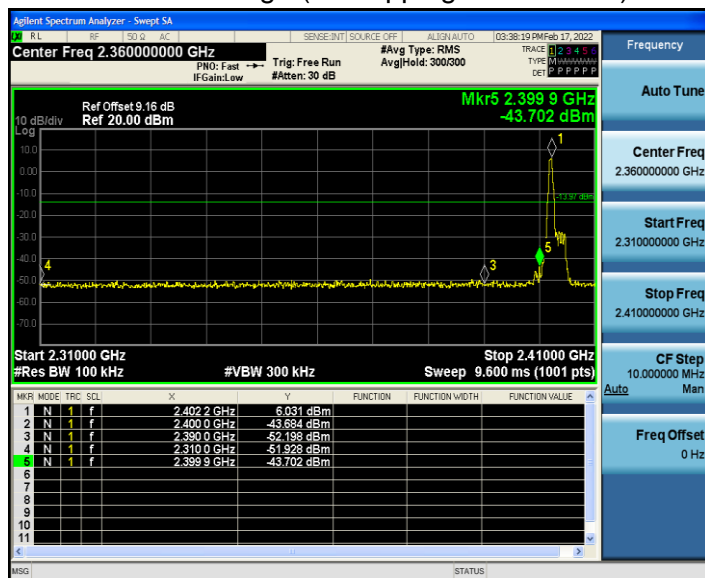 Agilent Spectrum Analyzer - Swept SA
RL RF 50 Ω AC SENSE:INT SOURCE OFF ALIGN AUTO 03:38:19 PM Feb 17, 2022
Center Freq 2.360000000 GHz
PNO: Fast
IFGain:Low
Trig: Free Run
#Atten: 30 dB
#Avg Type: RMS
Avg|Hold: 300/300
TRACE 1 2 3 4 5 6
TYPE M
DET P P P P P P
Ref Offset 9.16 dB
Ref 20.00 dBm
10 dB/div
Log
Mkr5 2.399 9 GHz
-43.702 dBm
10.0
0.00
-10.0
-20.0
-30.0
-40.0
-50.0
-60.0
-70.0
1
-13.97 dBm
5
3
4
Start 2.31000 GHz
Stop 2.41000 GHz
#Res BW 100 kHz
#VBW 300 kHz
Sweep 9.600 ms (1001 pts)
MKR MODE TRC SCL X Y FUNCTION FUNCTION WIDTH FUNCTION VALUE
1 N 1 f 2.402 2 GHz 6.031 dBm
2 N 1 f 2.400 0 GHz -43.684 dBm
3 N 1 f 2.390 0 GHz -52.198 dBm
4 N 1 f 2.310 0 GHz -51.928 dBm
5 N 1 f 2.399 9 GHz -43.702 dBm
6
7
8
9
10
11
MSG
STATUS
Frequency
Auto Tune
Center Freq
2.360000000 GHz
Start Freq
2.310000000 GHz
Stop Freq
2.410000000 GHz
CF Step
10.000000 MHz
Auto Man
Freq Offset
0 Hz